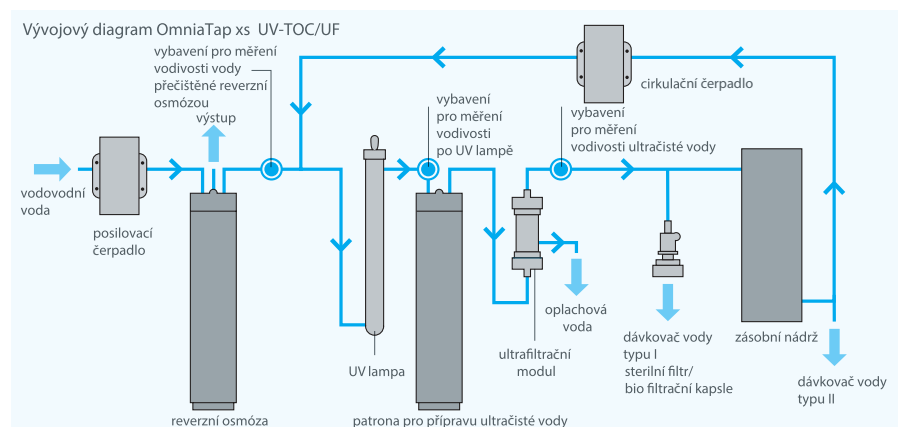 Vývojový diagram OmniaTap xs UV-TOC/UF
vybavení pro měření
vodivosti vody
přečištěné reverzní
osmózou
výstup
vodovodní
voda
posilovací
čerpadlo
reverzní osmóza
UV lampa
vybavení
pro měření
vodivosti
po UV lampě
patrona pro přípravu ultračisté vody
ultrafiltrační
modul
oplachová
voda
cirkulační čerpadlo
vybavení
pro měření
vodivosti ultračisté vody
dávkovač vody
typu I
sterilní filtr/
bio filtrační kapsle
zásobní nádrž
dávkovač vody
typu II